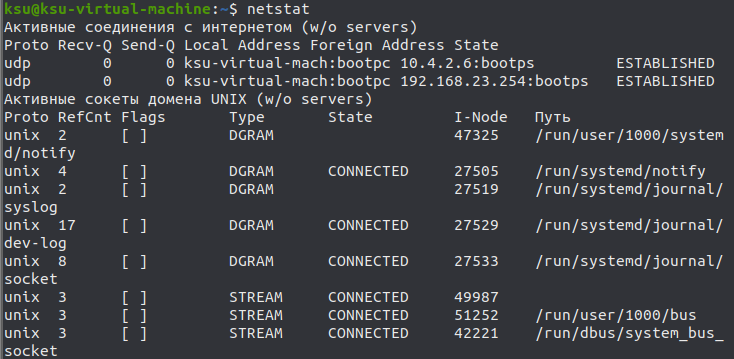 ksu@ksu-virtual-machine:~$ netstat
Активные соединения с интернетом (w/o servers)
Proto Recv-Q Send-Q Local Address Foreign Address State
udp        0      0 ksu-virtual-mach:bootpc 10.4.2.6:bootps         ESTABLISHED
udp        0      0 ksu-virtual-mach:bootpc 192.168.23.254:bootps   ESTABLISHED
Активные сокеты домена UNIX (w/o servers)
Proto RefCnt Flags       Type       State         I-Node   Путь
unix  2      [ ]         DGRAM                    47325    /run/user/1000/system
d/notify
unix  4      [ ]         DGRAM      CONNECTED     27505    /run/systemd/notify
unix  2      [ ]         DGRAM                    27519    /run/systemd/journal/
syslog
unix  17     [ ]         DGRAM      CONNECTED     27529    /run/systemd/journal/
dev-log
unix  8      [ ]         DGRAM      CONNECTED     27533    /run/systemd/journal/
socket
unix  3      [ ]         STREAM     CONNECTED     49987
unix  3      [ ]         STREAM     CONNECTED     51252    /run/user/1000/bus
unix  3      [ ]         STREAM     CONNECTED     42221    /run/dbus/system_bus_
socket